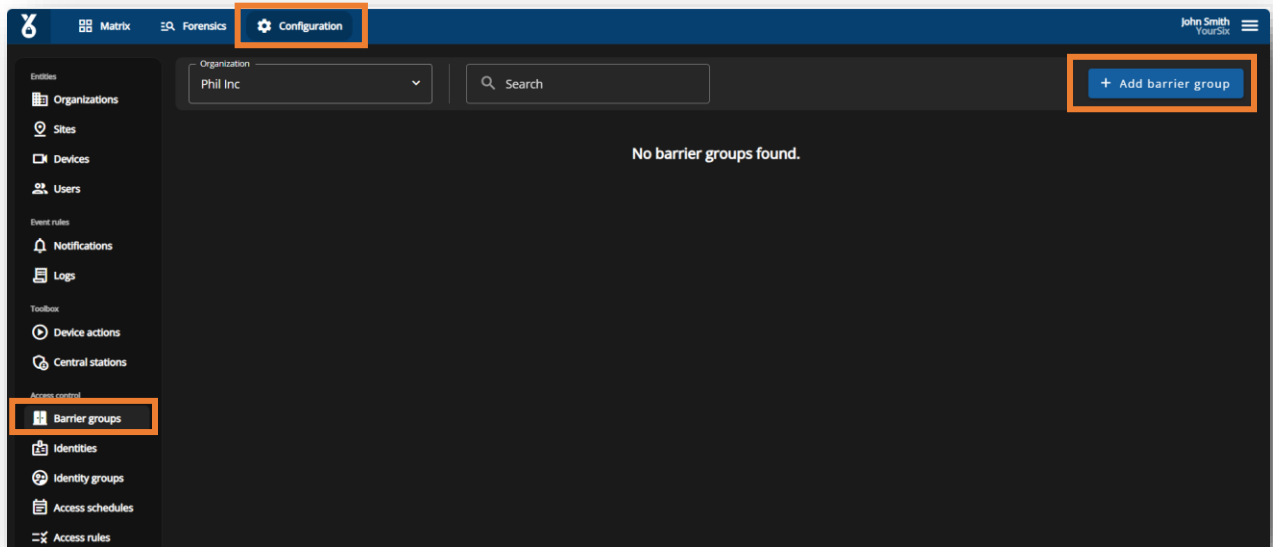 Matrix
Forensics
Configuration
John Smith
YourSix
Entities
Organizations
Sites
Devices
Users
Event rules
Notifications
Logs
Toolbox
Device actions
Central stations
Access control
Barrier groups
Identities
Identity groups
Access schedules
Access rules
Organization
Phil Inc
Search
+ Add barrier group
No barrier groups found.